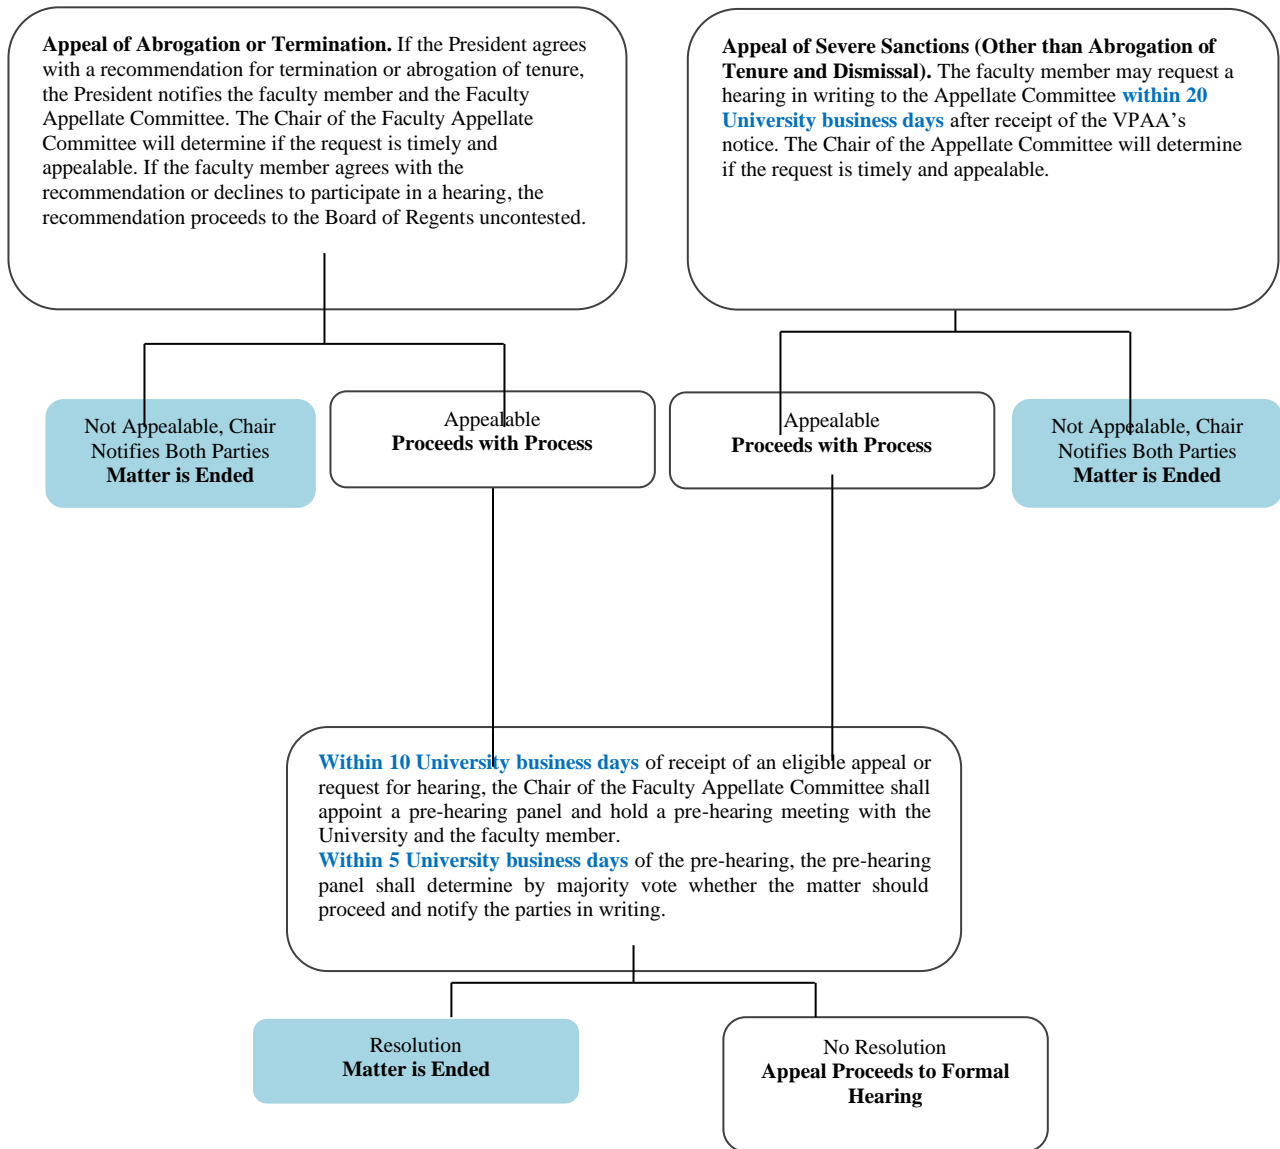 Appeal of Abrogation or Termination. If the President agrees
with a recommendation for termination or abrogation of tenure,
the President notifies the faculty member and the Faculty
Appellate Committee. The Chair of the Faculty Appellate
Committee will determine if the request is timely and
appealable. If the faculty member agrees with the
recommendation or declines to participate in a hearing, the
recommendation proceeds to the Board of Regents uncontested.
Appeal of Severe Sanctions (Other than Abrogation of
Tenure and Dismissal). The faculty member may request a
hearing in writing to the Appellate Committee within 20
University business days after receipt of the VPAA’s
notice. The Chair of the Appellate Committee will determine
if the request is timely and appealable.
Not Appealable, Chair
Notifies Both Parties
Matter is Ended
Appealable
Proceeds with Process
Appealable
Proceeds with Process
Not Appealable, Chair
Notifies Both Parties
Matter is Ended
Within 10 University business days of receipt of an eligible appeal or
request for hearing, the Chair of the Faculty Appellate Committee shall
appoint a pre-hearing panel and hold a pre-hearing meeting with the
University and the faculty member.
Within 5 University business days of the pre-hearing, the pre-hearing
panel shall determine by majority vote whether the matter should
proceed and notify the parties in writing.
Resolution
Matter is Ended
No Resolution
Appeal Proceeds to Formal
Hearing